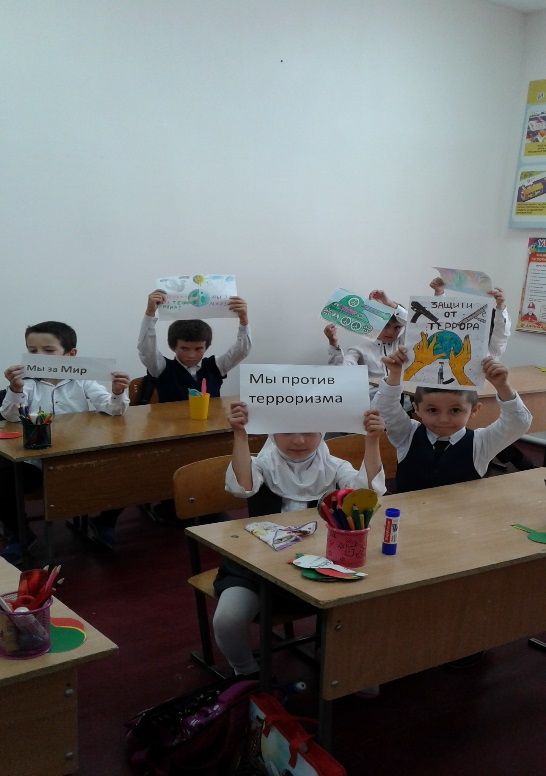 Мы за Мир
Мы против
терроризма
ЗАЩИТИ
ОТ
ТЕРРОРА